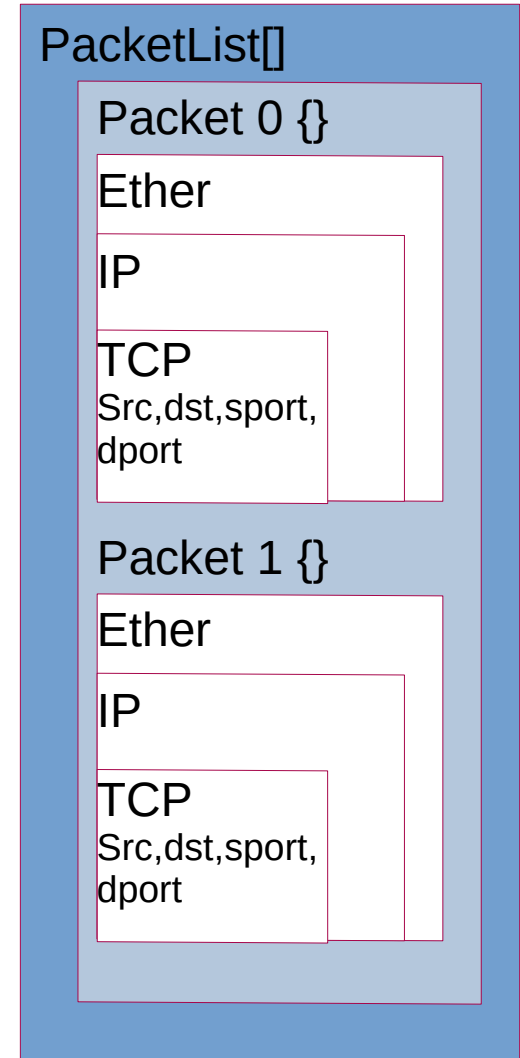 PacketList[]
Packet 0 {}
Ether
IP
TCP
Src,dst,sport,
dport
Packet 1 {}
Ether
IP
TCP
Src,dst,sport,
dport